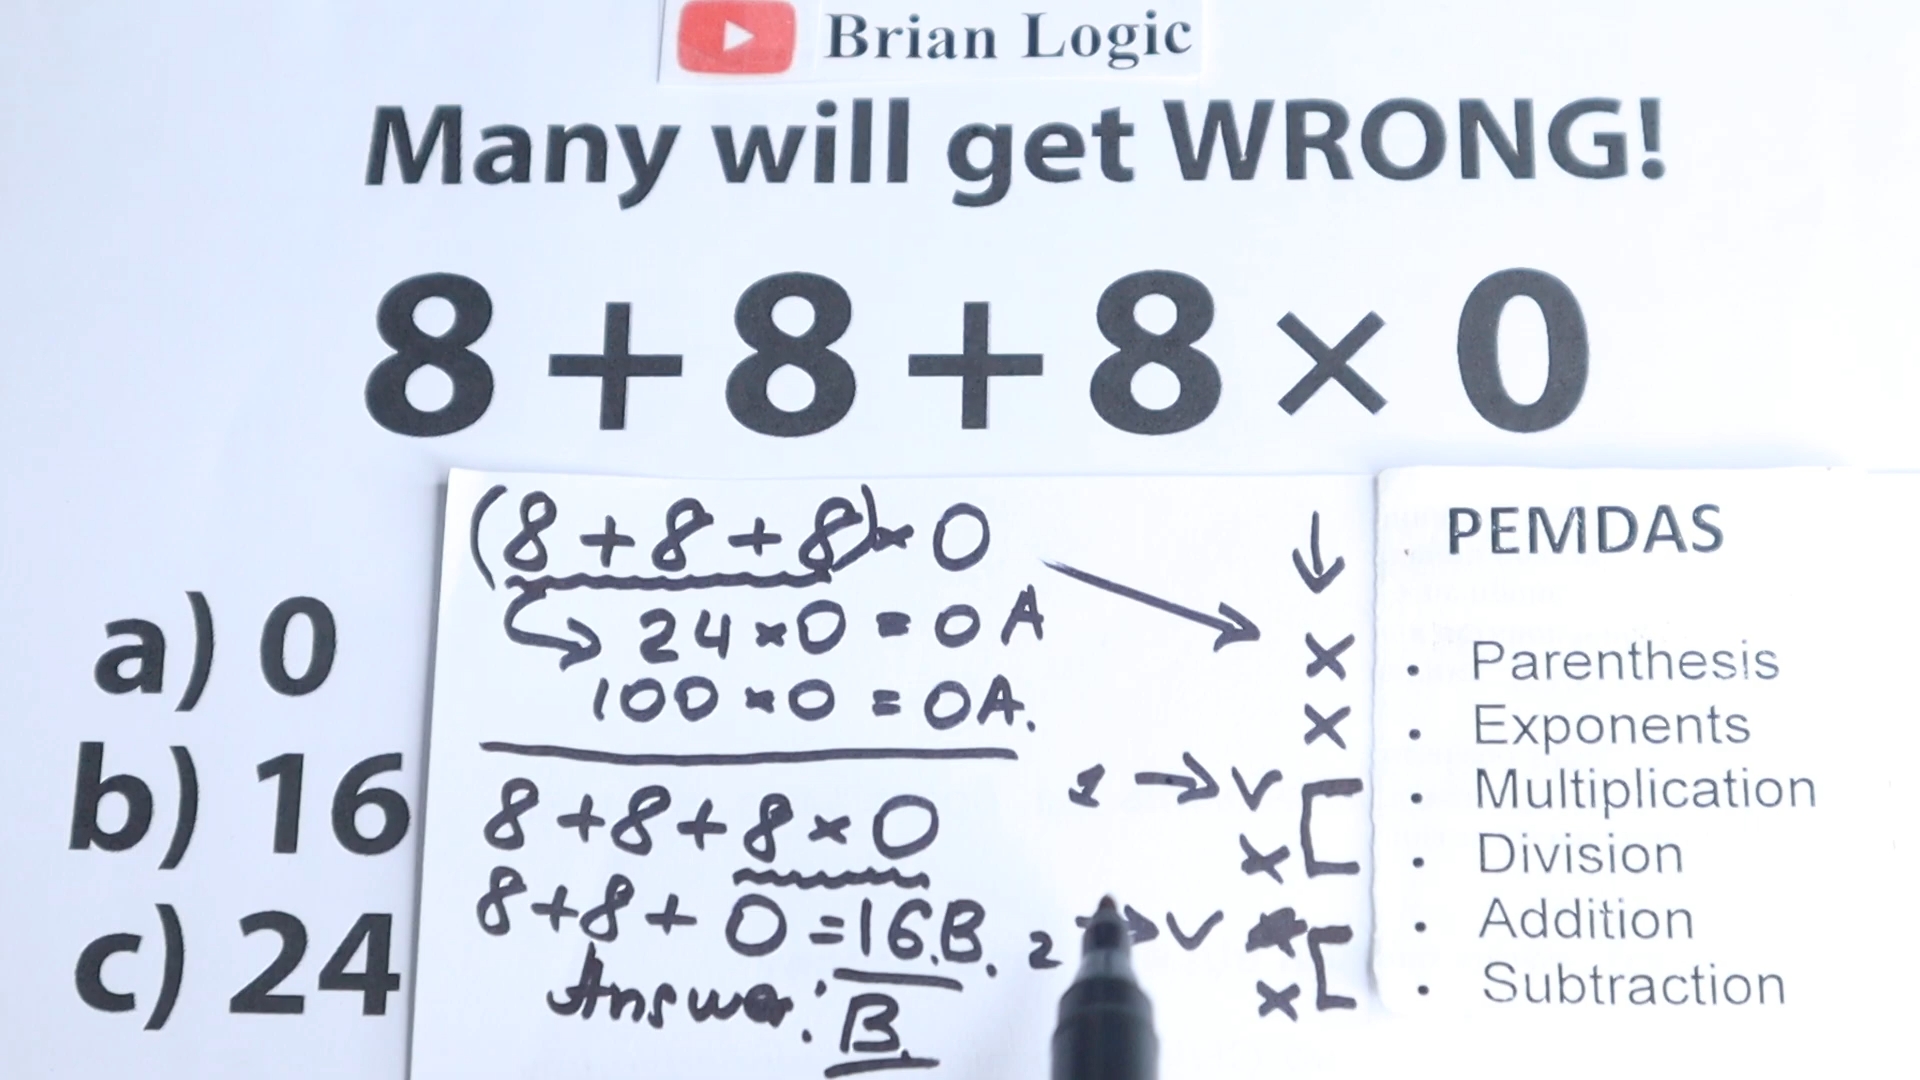 Brian Logic
Many will get WRONG!
8+8+8×0
a) 0
b) 16
c) 24
(8+8+8)×0
24×0=0A
100×0=0A.
8+8+8×0
8+8+0=16.B.
Answer: B.
↓
PEMDAS
x • Parenthesis
x • Exponents
1 → v • Multiplication
x • Division
2 → v • Addition
x • Subtraction